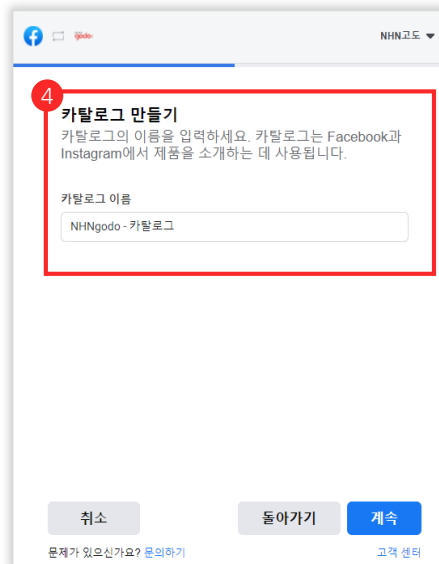 godo:
NHN고도
4
카탈로그 만들기
카탈로그의 이름을 입력하세요. 카탈로그는 Facebook과
Instagram에서 제품을 소개하는 데 사용됩니다.
카탈로그 이름
NHNgodo - 카탈로그
취소
돌아가기
계속
문제가 있으신가요? 문의하기
고객 센터